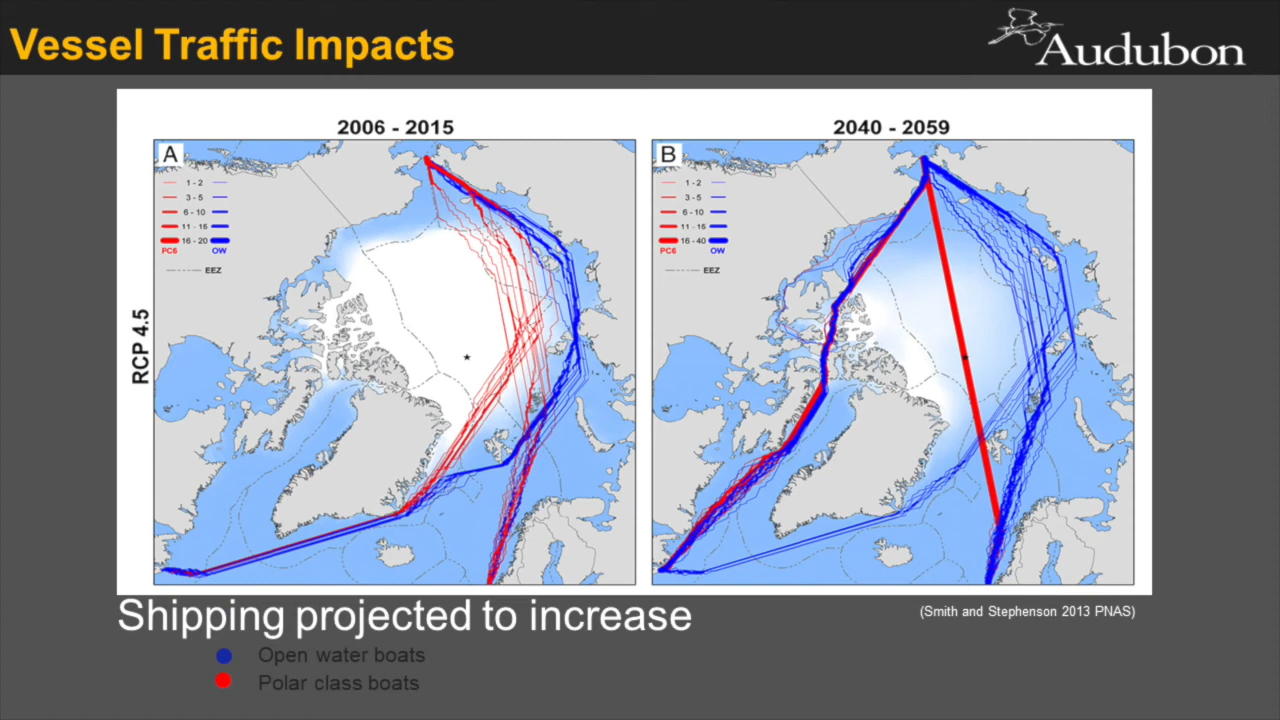 Vessel Traffic Impacts
Audubon
2006 - 2015
2040 - 2059
RCP 4.5
A
1 - 2
3 - 5
6 - 10
11 - 15
16 - 20
PC6 OW
EEZ
B
1 - 2
3 - 5
6 - 10
11 - 15
16 - 40
PC6 OW
EEZ
Shipping projected to increase
(Smith and Stephenson 2013 PNAS)
Open water boats
Polar class boats